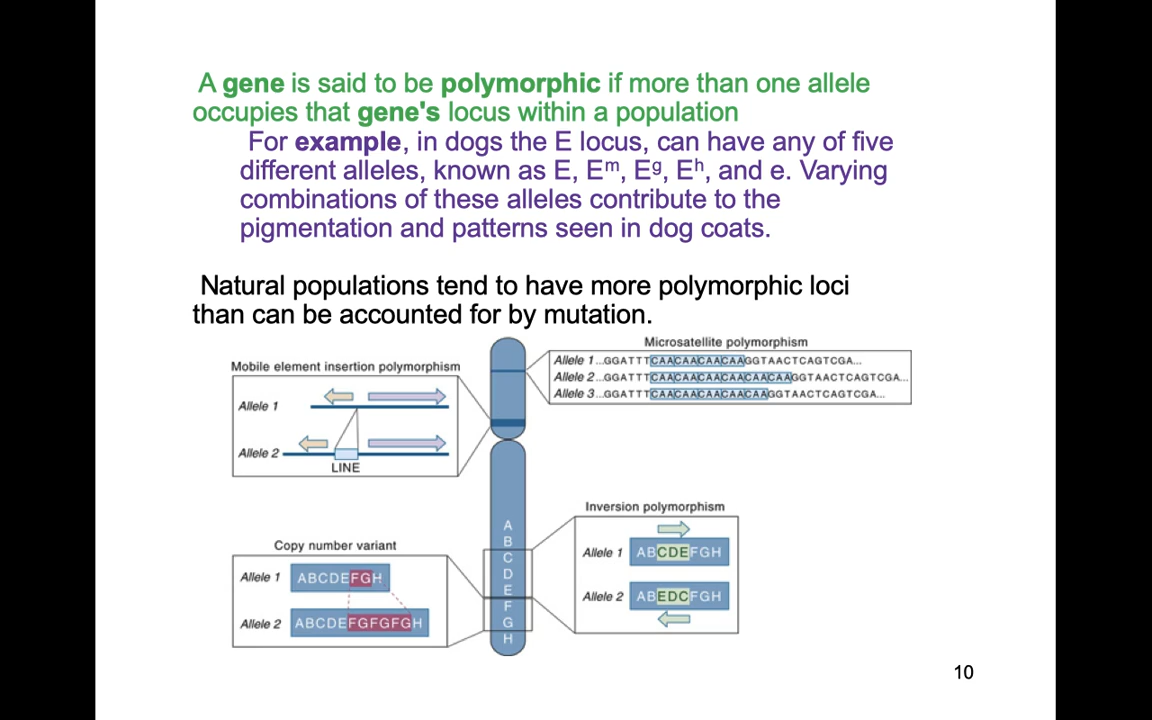 A gene is said to be polymorphic if more than one allele
occupies that gene's locus within a population
For example, in dogs the E locus, can have any of five
different alleles, known as E, Eᵐ, Eᵍ, Eʰ, and e. Varying
combinations of these alleles contribute to the
pigmentation and patterns seen in dog coats.
Natural populations tend to have more polymorphic loci
than can be accounted for by mutation.
Mobile element insertion polymorphism
Allele 1
Allele 2
LINE
Microsatellite polymorphism
Allele 1...GGATTTCAACAACAACAAGGTAACTCAGTCGA...
Allele 2...GGATTTCAACAACAACAACAACAAGGTAACTCAGTCGA...
Allele 3...GGATTTCAACAACAACAACAAGGTAACTCAGTCGA...
Copy number variant
Allele 1 ABCDEFGH
Allele 2 ABCDEFGFGFGH
A
B
C
D
E
F
G
H
Inversion polymorphism
Allele 1 ABCDEFGH
Allele 2 ABEDCFGH
10